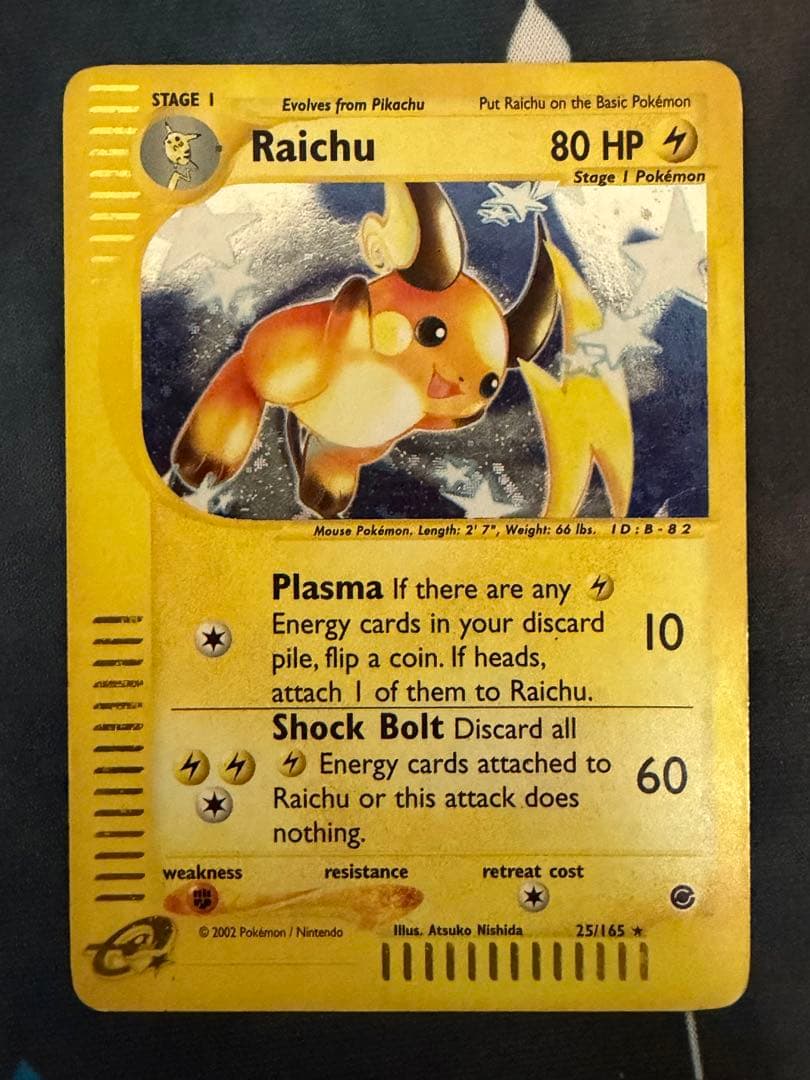 STAGE 1
Evolves from Pikachu
Put Raichu on the Basic Pokémon
Raichu
80 HP
Stage 1 Pokémon
Mouse Pokémon, Length: 2' 7", Weight: 66 lbs. ID:B-82
Plasma If there are any
Energy cards in your discard
pile, flip a coin. If heads,
attach 1 of them to Raichu.
10
Shock Bolt Discard all
Energy cards attached to
Raichu or this attack does
nothing.
60
weakness
resistance
retreat cost
© 2002 Pokémon / Nintendo
Illus. Atsuko Nishida
25/165 ★